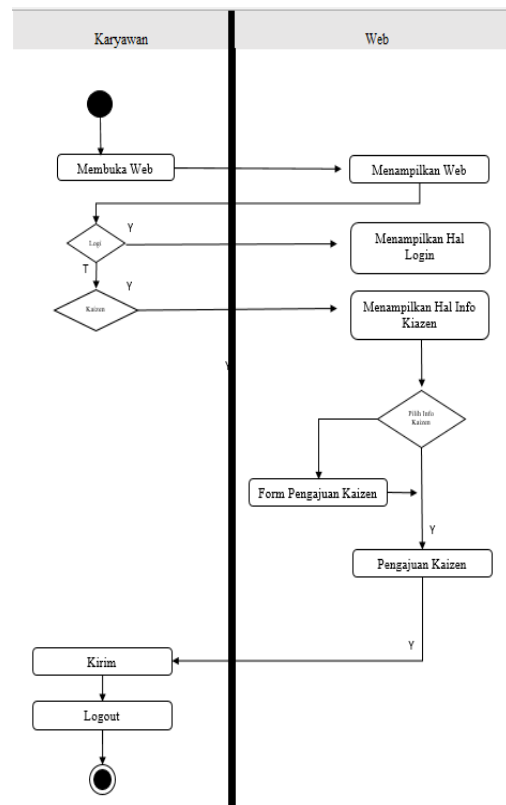 Karyawan
Web
Membuka Web
Menampilkan Web
Y
Logi
Menampilkan Hal
Login
T
Y
Kaizen
Menampilkan Hal Info
Kiazen
Y
Pilih Info
Kaizen
Form Pengajuan Kaizen
Y
Pengajuan Kaizen
Y
Kirim
Logout